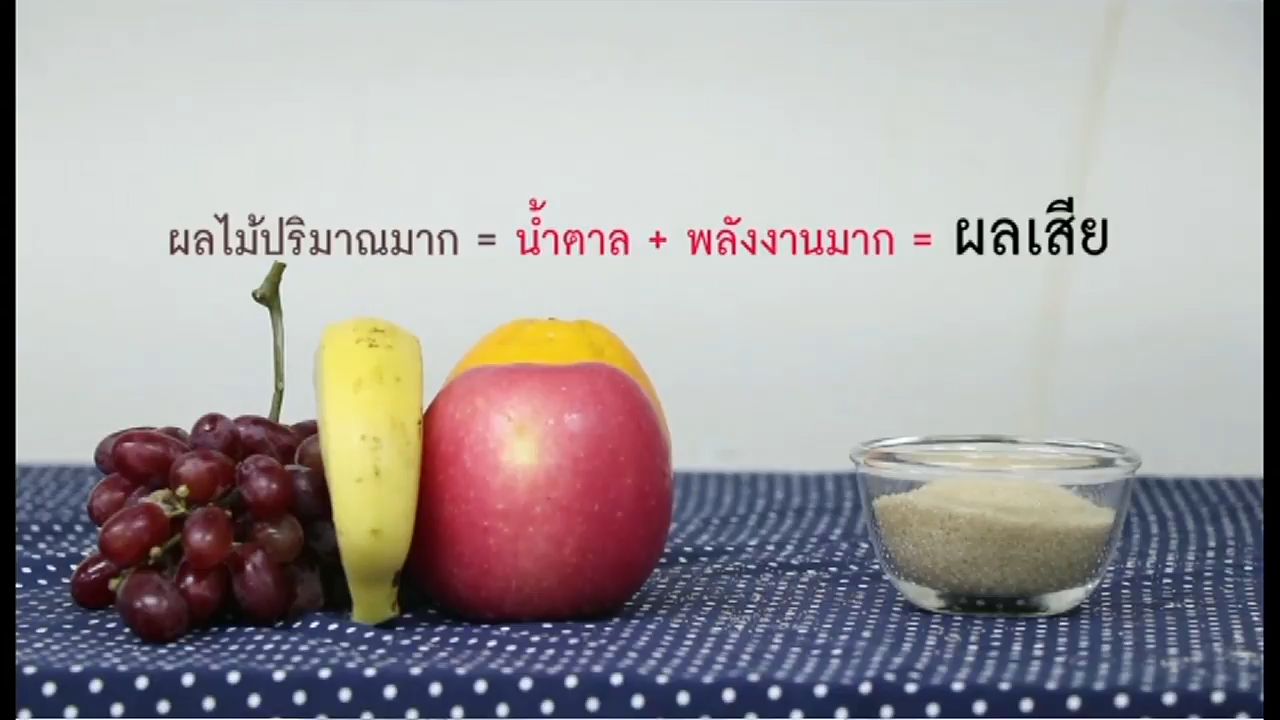 ผลไม้ปริมาณมาก = น้ำตาล + พลังงานมาก = ผลเสีย